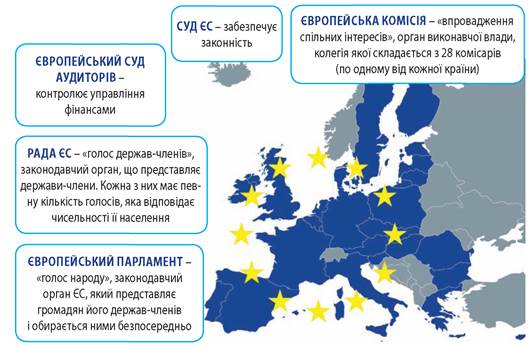 СУД ЄС – забезпечує
законність
ЄВРОПЕЙСЬКА КОМІСІЯ – «впровадження
спільних інтересів», орган виконавчої влади,
колегія якої складається з 28 комісарів
(по одному від кожної країни)
ЄВРОПЕЙСЬКИЙ СУД
АУДИТОРІВ –
контролює управління
фінансами
РАДА ЄС – «голос держав-членів»,
законодавчий орган, що представляє
держави-члени. Кожна з них має пев-
ну кількість голосів, яка відповідає
чисельності її населення
ЄВРОПЕЙСЬКИЙ ПАРЛАМЕНТ –
«голос народу», законодавчий
орган ЄС, який представляє
громадян його держав-членів
і обирається ними безпосередньо